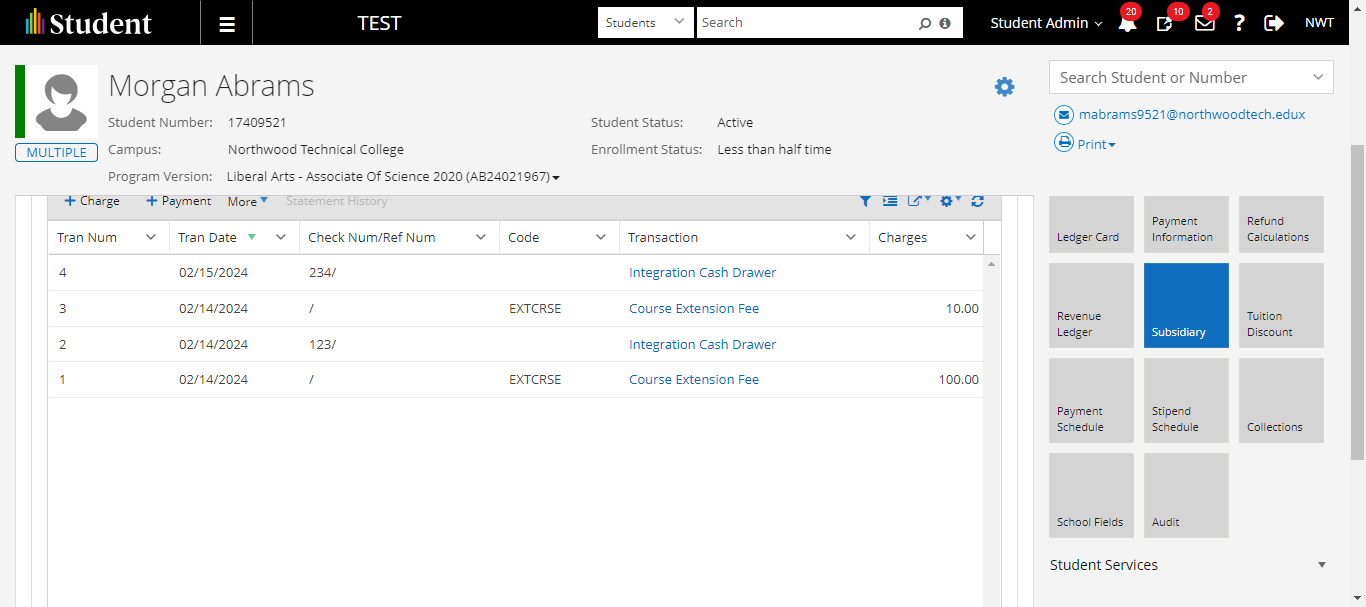 Student
TEST
Students
Search
Student Admin
20
10
2
?
NWT
Morgan Abrams
Student Number: 17409521
Student Status: Active
MULTIPLE
Campus: Northwood Technical College
Enrollment Status: Less than half time
Program Version: Liberal Arts - Associate Of Science 2020 (AB24021967)
Search Student or Number
mabrams9521@northwoodtech.edux
Print
+ Charge + Payment More Statement History
Tran Num Tran Date Check Num/Ref Num Code Transaction Charges
4 02/15/2024 234/ Integration Cash Drawer
3 02/14/2024 / EXTCRSE Course Extension Fee 10.00
2 02/14/2024 123/ Integration Cash Drawer
1 02/14/2024 / EXTCRSE Course Extension Fee 100.00
Ledger Card
Payment
Information
Refund
Calculations
Revenue
Ledger
Subsidiary
Tuition
Discount
Payment
Schedule
Stipend
Schedule
Collections
School Fields
Audit
Student Services